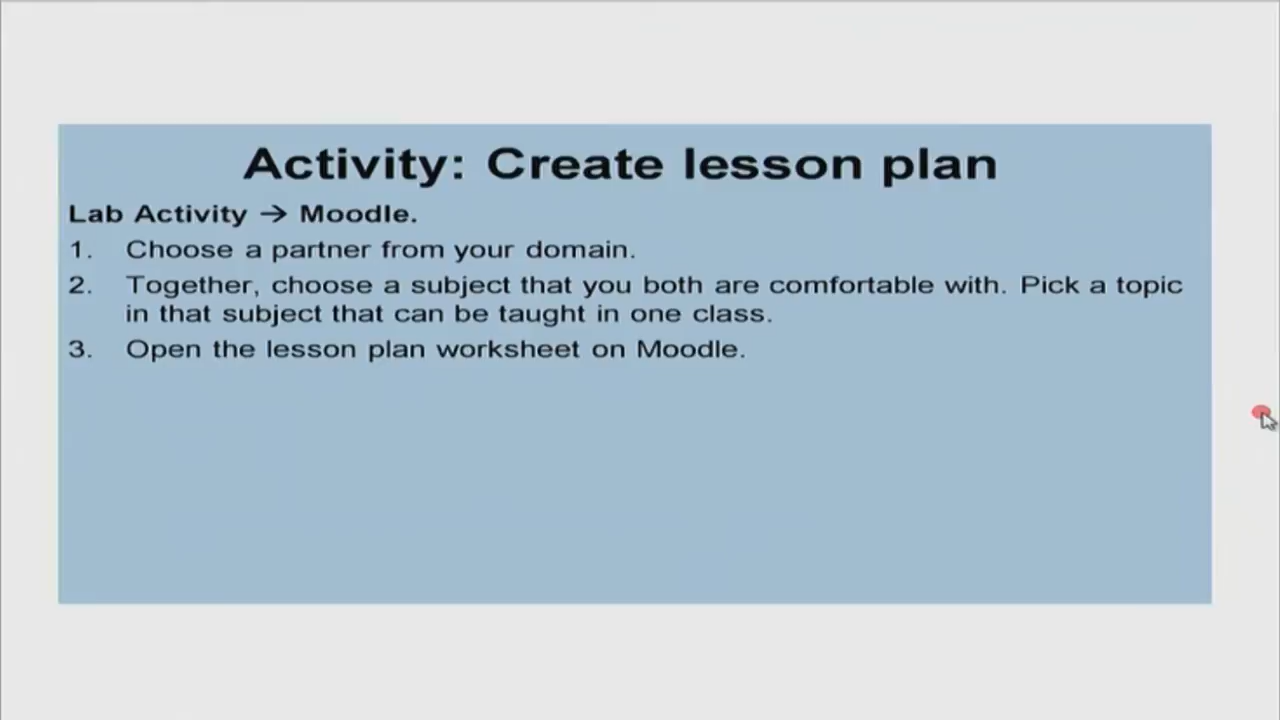 Activity: Create lesson plan
Lab Activity → Moodle.
1. Choose a partner from your domain.
2. Together, choose a subject that you both are comfortable with. Pick a topic
in that subject that can be taught in one class.
3. Open the lesson plan worksheet on Moodle.